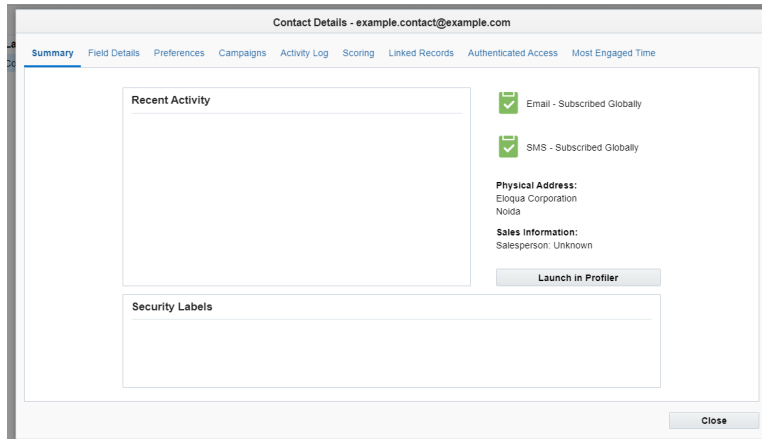 Contact Details - example.contact@example.com
Summary Field Details Preferences Campaigns Activity Log Scoring Linked Records Authenticated Access Most Engaged Time
Recent Activity
Email - Subscribed Globally
SMS - Subscribed Globally
Physical Address:
Eloqua Corporation
Noida
Sales Information:
Salesperson: Unknown
Launch in Profiler
Security Labels
Close